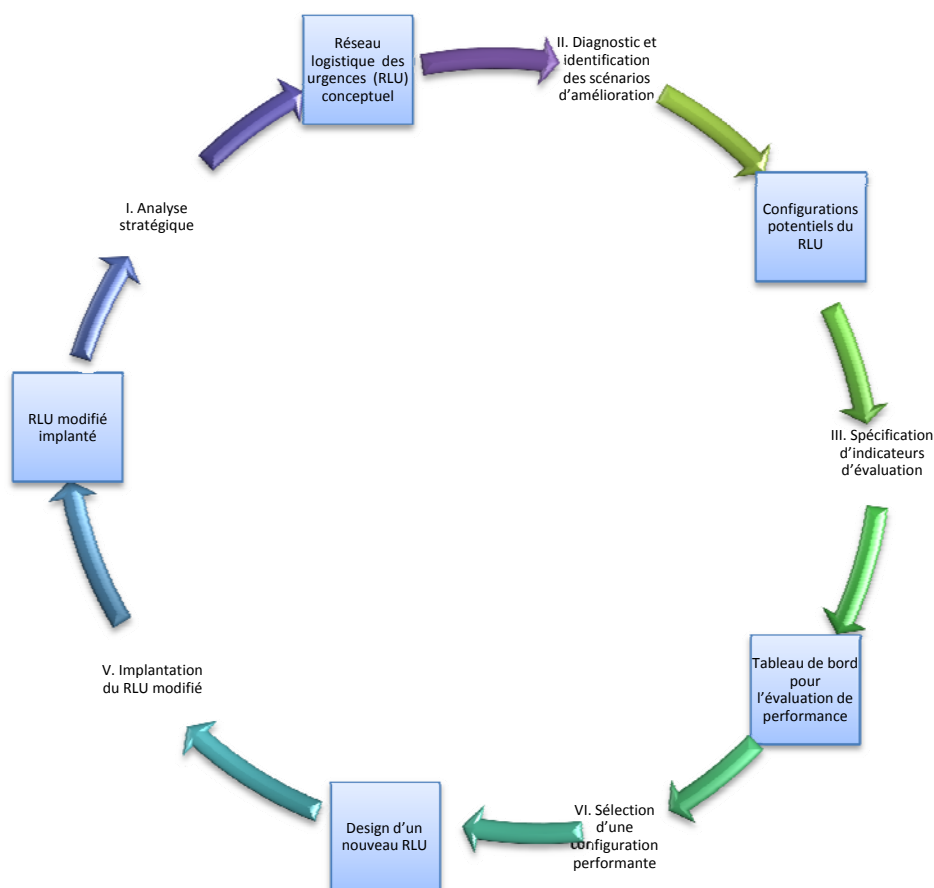 Réseau
logistique des
urgences (RLU)
conceptuel
II. Diagnostic et
identification
des scénarios
d'amélioration
Configurations
potentiels du
RLU
III. Spécification
d'indicateurs
d'évaluation
Tableau de bord
pour
l'évaluation de
performance
VI. Sélection
d'une
configuration
performante
Design d'un
nouveau RLU
V. Implantation
du RLU modifié
RLU modifié
implanté
I. Analyse
stratégique